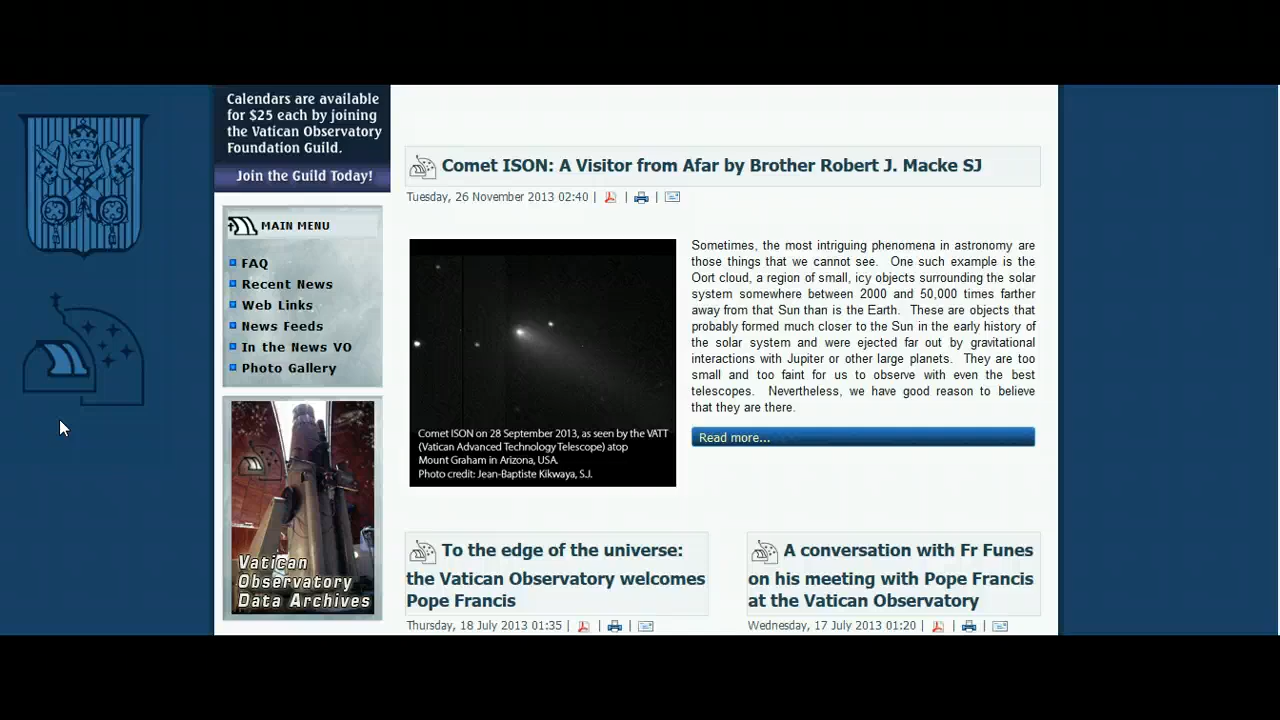 Calendars are available
for $25 each by joining
the Vatican Observatory
Foundation Guild.
Join the Guild Today!
MAIN MENU
FAQ
Recent News
Web Links
News Feeds
In the News VO
Photo Gallery
Vatican
Observatory
Data Archives
Comet ISON: A Visitor from Afar by Brother Robert J. Macke SJ
Tuesday, 26 November 2013 02:40 | | |
Comet ISON on 28 September 2013, as seen by the VATT
(Vatican Advanced Technology Telescope) atop
Mount Graham in Arizona, USA.
Photo credit: Jean-Baptiste Kikwaya, S.J.
Sometimes, the most intriguing phenomena in astronomy are
those things that we cannot see. One such example is the
Oort cloud, a region of small, icy objects surrounding the solar
system somewhere between 2000 and 50,000 times farther
away from that Sun than is the Earth. These are objects that
probably formed much closer to the Sun in the early history of
the solar system and were ejected far out by gravitational
interactions with Jupiter or other large planets. They are too
small and too faint for us to observe with even the best
telescopes. Nevertheless, we have good reason to believe
that they are there.
Read more...
To the edge of the universe:
the Vatican Observatory welcomes
Pope Francis
Thursday, 18 July 2013 01:35 | | |
A conversation with Fr Funes
on his meeting with Pope Francis
at the Vatican Observatory
Wednesday, 17 July 2013 01:20 | | |